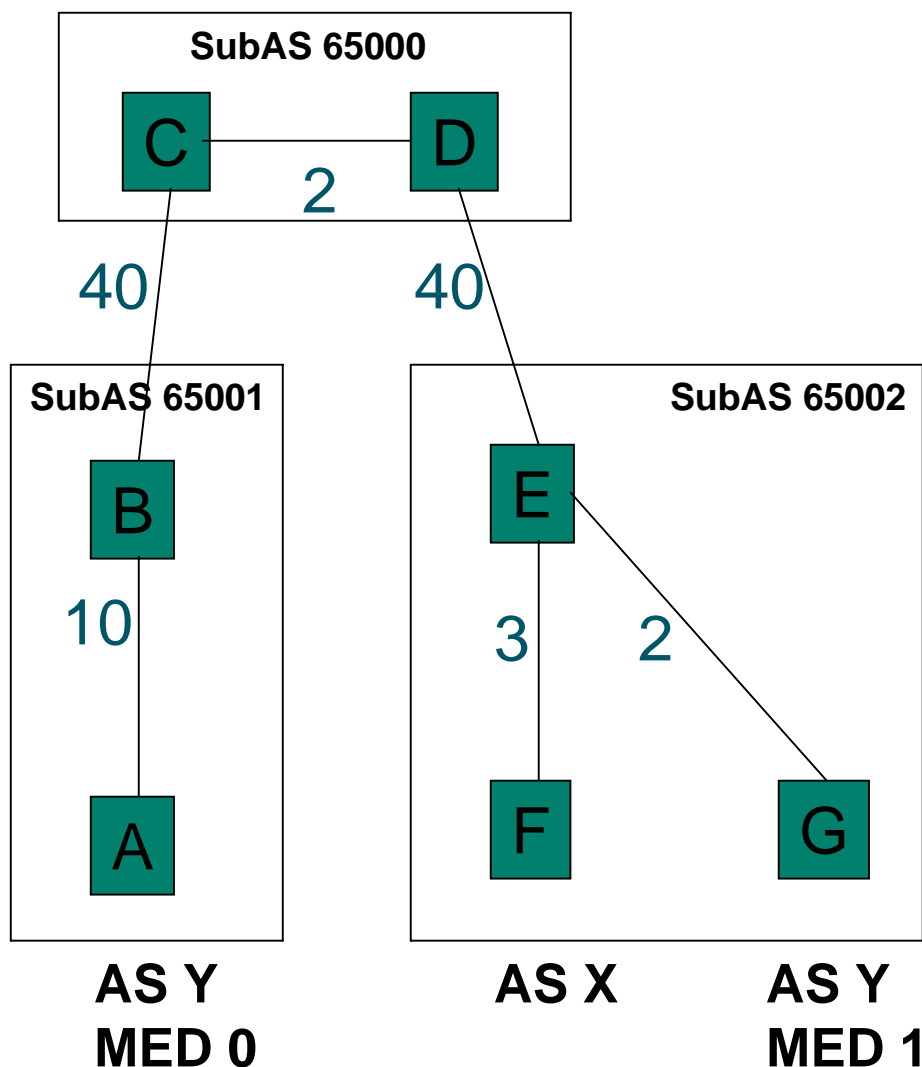 SubAS 65000
C
D
2
40
40
SubAS 65001
SubAS 65002
B
E
10
3
2
A
F
G
AS Y
MED 0
AS X
AS Y
MED 1